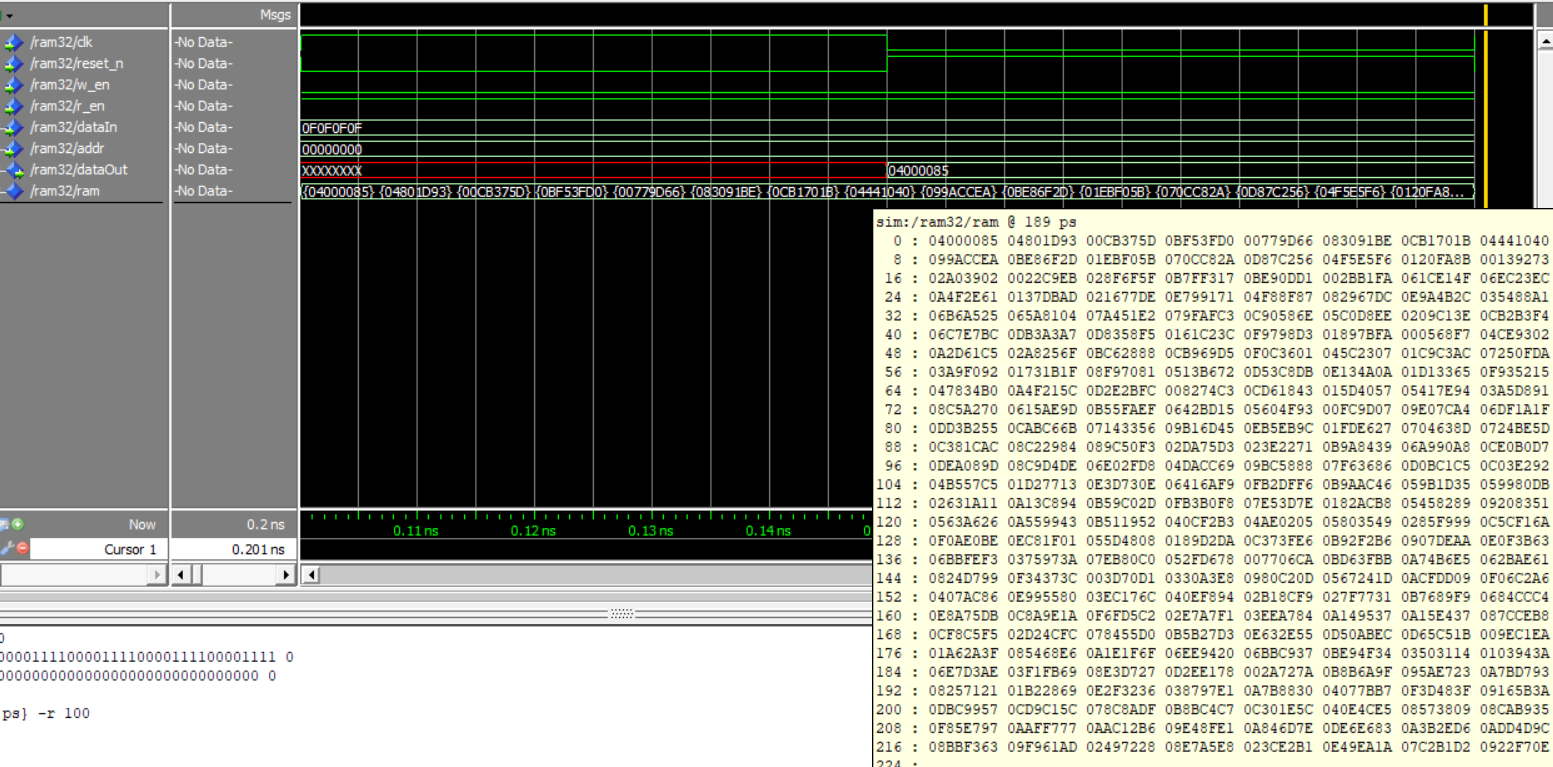 Msgs
/ram32/clk -No Data-
/ram32/reset_n -No Data-
/ram32/w_en -No Data-
/ram32/r_en -No Data-
/ram32/dataIn -No Data- 0F0F0F0F
/ram32/addr -No Data- 00000000
/ram32/dataOut -No Data- XXXXXXXX 04000085
/ram32/ram -No Data- {04000085} {04801D93} {00CB375D} {0BF53FD0} {00779D66} {083091BE} {0CB1701B} {04441040} {099ACCEA} {0BE86F2D} {01EBF05B} {070CC82A} {0D87C256} {04F5E5F6} {0120FA8...
sim:/ram32/ram @ 189 ps
0 : 04000085 04801D93 00CB375D 0BF53FD0 00779D66 083091BE 0CB1701B 04441040
8 : 099ACCEA 0BE86F2D 01EBF05B 070CC82A 0D87C256 04F5E5F6 0120FA8B 00139273
16 : 02A03902 0022C9EB 028F6F5F 0B7FF317 0BE90DD1 002BB1FA 061CE14F 06EC23EC
24 : 0A4F2E61 0137DBAD 021677DE 0E799171 04F88F87 082967DC 0E9A4B2C 035488A1
32 : 06B6A525 065A8104 07A451E2 079FAFC3 0C90586E 05C0D8EE 0209C13E 0CB2B3F4
40 : 06C7E7BC 0DB3A3A7 0D8358F5 0161C23C 0F9798D3 01897BFA 000568F7 04CE9302
48 : 0A2D61C5 02A8256F 0BC62888 0CB969D5 0F0C3601 045C2307 01C9C3AC 07250FDA
56 : 03A9F092 01731B1F 08F97081 0513B672 0D53C8DB 0E134A0A 01D13365 0F935215
64 : 047834B0 0A4F215C 0D2E2BFC 008274C3 0CD61843 015D4057 05417E94 03A5D891
72 : 08C5A270 0615AE9D 0B55FAEF 0642BD15 05604F93 00FC9D07 09E07CA4 06DF1A1F
80 : 0DD3B255 0CABC66B 07143356 09B16D45 0EB5EB9C 01FDE627 0704638D 0724BE5D
88 : 0C381CAC 08C22984 089C50F3 02DA75D3 023E2271 0B9A8439 06A990A8 0CE0B0D7
96 : 0DEA089D 08C9D4DE 06E02FD8 04DACC69 09BC5888 07F63686 0D0BC1C5 0C03E292
104 : 04B557C5 01D27713 0E3D730E 06416AF9 0FB2DFF6 0B9AAC46 059B1D35 059980DB
112 : 02631A11 0A13C894 0B59C02D 0FB3B0F8 07E53D7E 0182ACB8 05458289 09208351
120 : 0563A626 0A559943 0B511952 040CF2B3 04AE0205 05803549 0285F999 0C5CF16A
128 : 0F0AE0BE 0EC81F01 055D4808 0189D2DA 0C373FE6 0B92F2B6 0907DEAA 0E0F3B63
136 : 06BBFEF3 0375973A 07EB80C0 052FD678 007706CA 0BD63FBB 0A74B6E5 062BAE61
144 : 0824D799 0F34373C 003D70D1 0330A3E8 0980C20D 0567241D 0ACFDD09 0F06C2A6
152 : 0407AC86 0E995580 03EC176C 040EF894 02B18CF9 027F7731 0B7689F9 0684CCC4
160 : 0E8A75DB 0C8A9E1A 0F6FD5C2 02E7A7F1 03EEA784 0A149537 0A15E437 087CCEB8
168 : 0CF8C5F5 02D24CFC 078455D0 0B5B27D3 0E632E55 0D50ABEC 0D65C51B 009EC1EA
176 : 01A62A3F 085468E6 0A1E1F6F 06EE9420 06BBC937 0BE94F34 03503114 0103943A
184 : 06E7D3AE 03F1FB69 08E3D727 0D2EE178 002A727A 0B8B6A9F 095AE723 0A7BD793
192 : 08257121 01B22869 0E2F3236 038797E1 0A7B8830 04077BB7 0F3D483F 09165B3A
200 : 0DBC9957 0CD9C15C 078C8ADF 0B8BC4C7 0C301E5C 040E4CE5 08573809 08CAB935
208 : 0F85E797 0AAFF777 0AAC12B6 09E48FE1 0A846D7E 0DE6E683 0A3B2ED6 0ADD4D9C
216 : 08BBF363 09F961AD 02497228 08E7A5E8 023CE2B1 0E49EA1A 07C2B1D2 0922F70E
224 :
Now 0.2 ns
Cursor 1 0.201 ns
0.11 ns 0.12 ns 0.13 ns 0.14 ns 0
0
00001111000011110000111100001111 0
00000000000000000000000000000 0
ps} -r 100